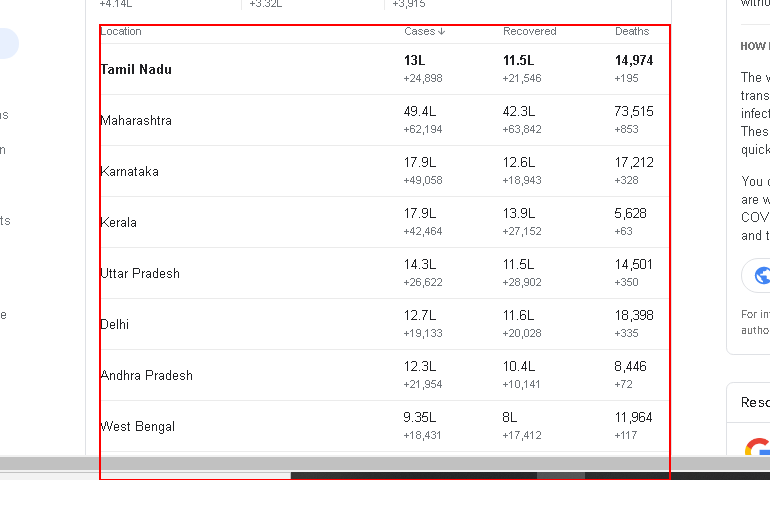 +4.14L +3.32L +3,915
Location Cases Recovered Deaths
Tamil Nadu 13L 11.5L 14,974
+24,898 +21,546 +195
Maharashtra 49.4L 42.3L 73,515
+62,194 +63,842 +853
Karnataka 17.9L 12.6L 17,212
+49,058 +18,943 +328
Kerala 17.9L 13.9L 5,628
+42,464 +27,152 +63
Uttar Pradesh 14.3L 11.5L 14,501
+26,622 +28,902 +350
Delhi 12.7L 11.6L 18,398
+19,133 +20,028 +335
Andhra Pradesh 12.3L 10.4L 8,446
+21,954 +10,141 +72
West Bengal 9.35L 8L 11,964
+18,431 +17,412 +117
HOW
The v
trans
infect
Thes
quick
You c
are w
COV
and t
For in
autho
Reso